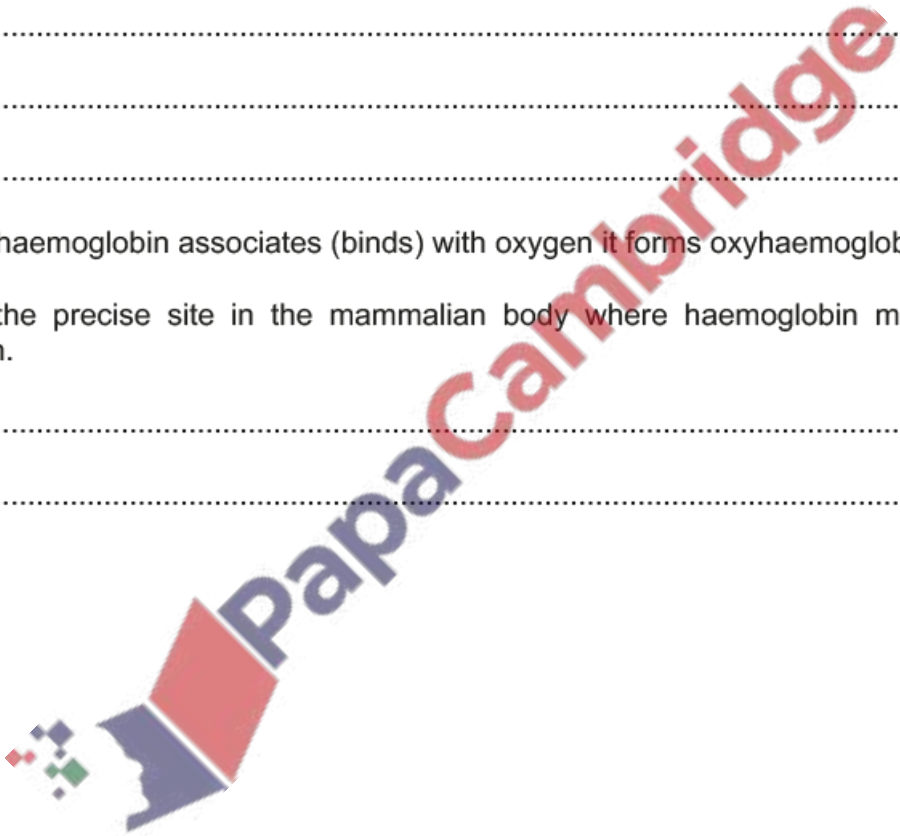 haemoglobin associates (binds) with oxygen it forms oxyhaemoglob
the precise site in the mammalian body where haemoglobin m
n.
PapaCambridge